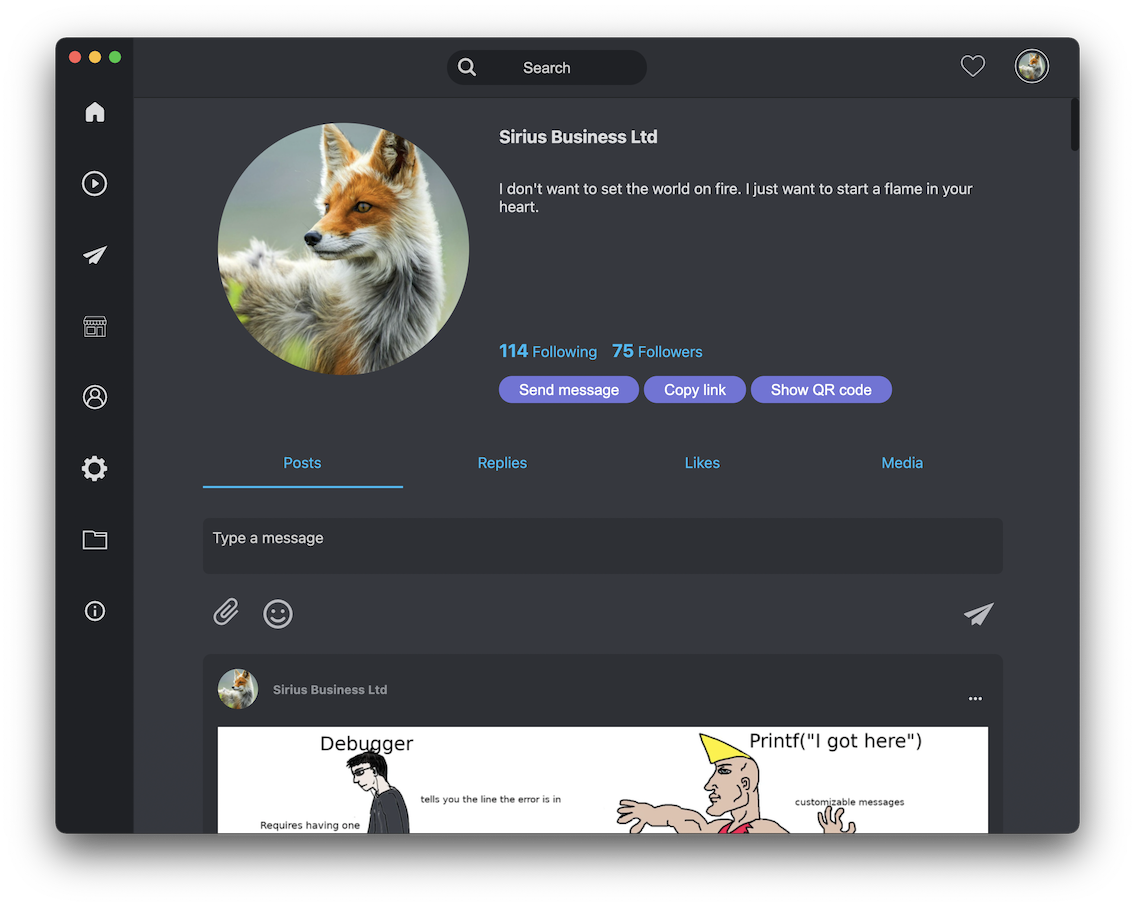 Search
Sirius Business Ltd
I don't want to set the world on fire. I just want to start a flame in your
heart.
114 Following 75 Followers
Send message Copy link Show QR code
Posts Replies Likes Media
Type a message
Sirius Business Ltd
Debugger
Printf("I got here")
tells you the line the error is in
customizable messages
Requires having one